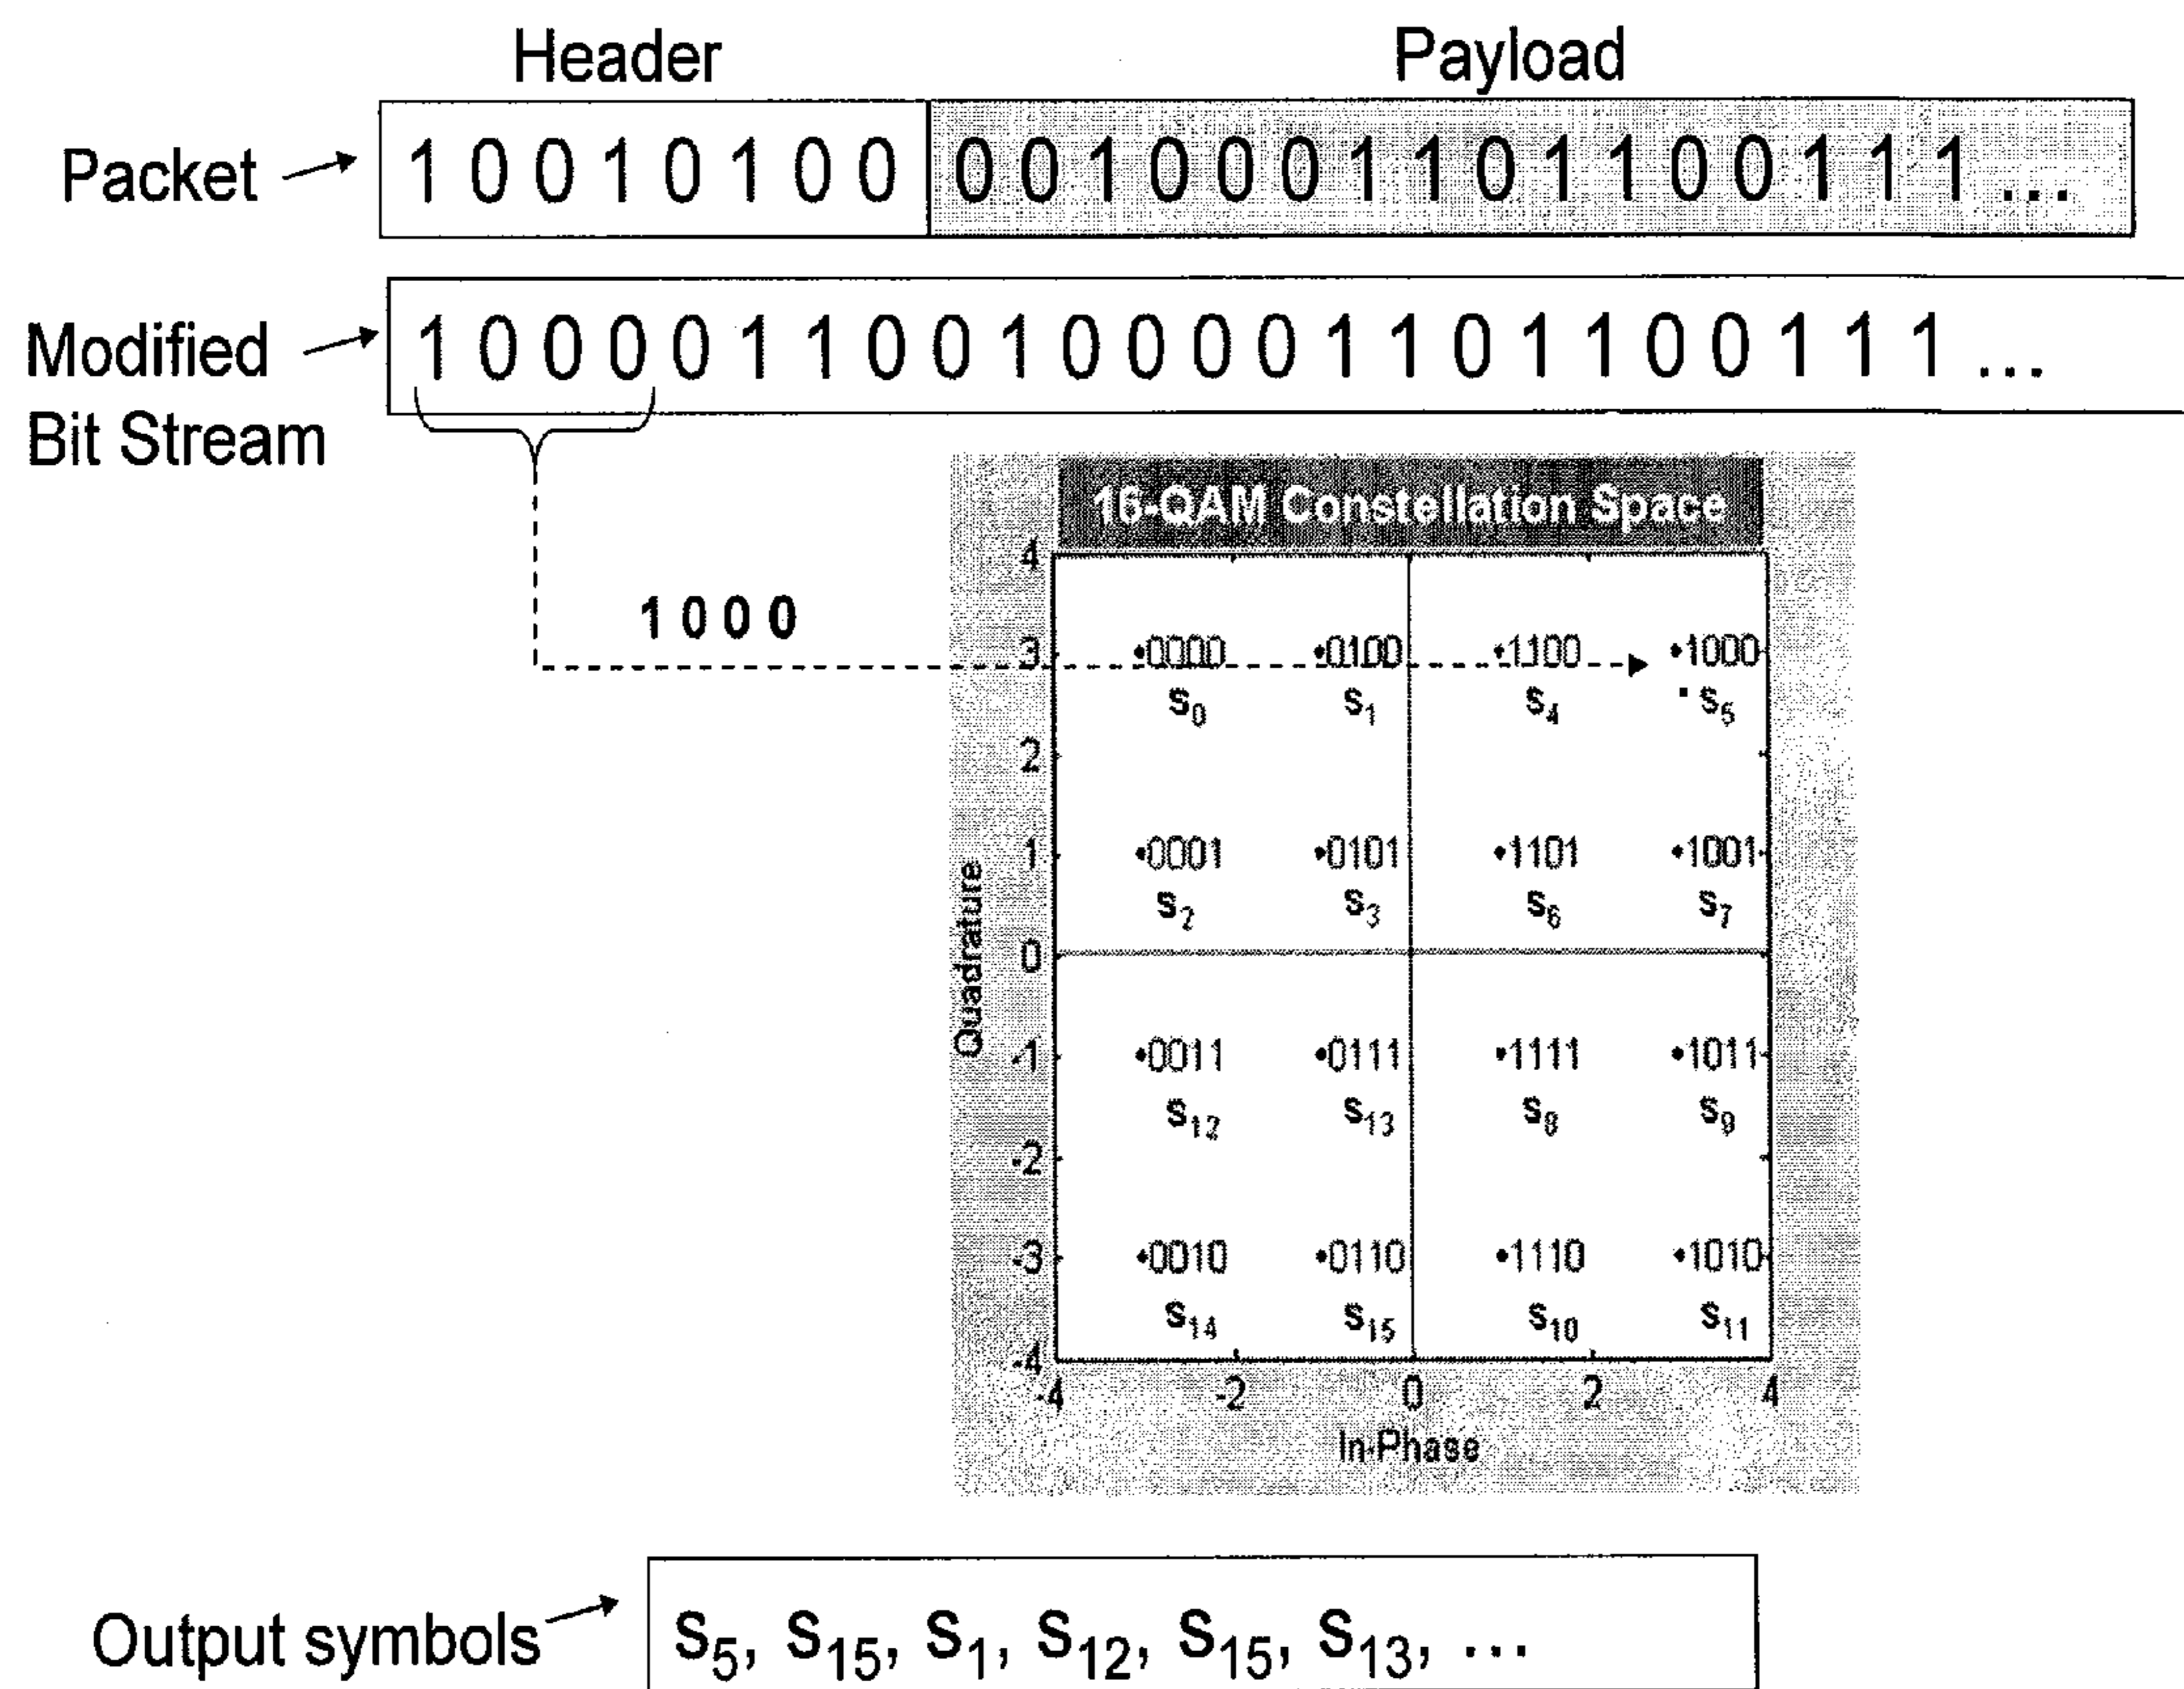 Header Payload
Packet 1 0 0 1 0 1 0 0 0 0 1 0 0 0 1 1 0 1 1 0 0 1 1 1 ...
Modified 1 0 0 0 0 1 1 0 0 1 0 0 0 0 1 1 0 1 1 0 0 1 1 1 ...
Bit Stream
16-QAM Constellation Space
1 0 0 0
4
3 0000 0100 1100 1000
S0 S1 S4 S5
2
1 0001 0101 1101 1001
S2 S3 S6 S7
0
Quadrature
-1 0011 0111 1111 1011
S12 S13 S8 S9
-2
-3 0010 0110 1110 1010
S14 S15 S10 S11
-4
-4 -2 0 2 4
In-Phase
Output symbols S5, S15, S1, S12, S15, S13, ...